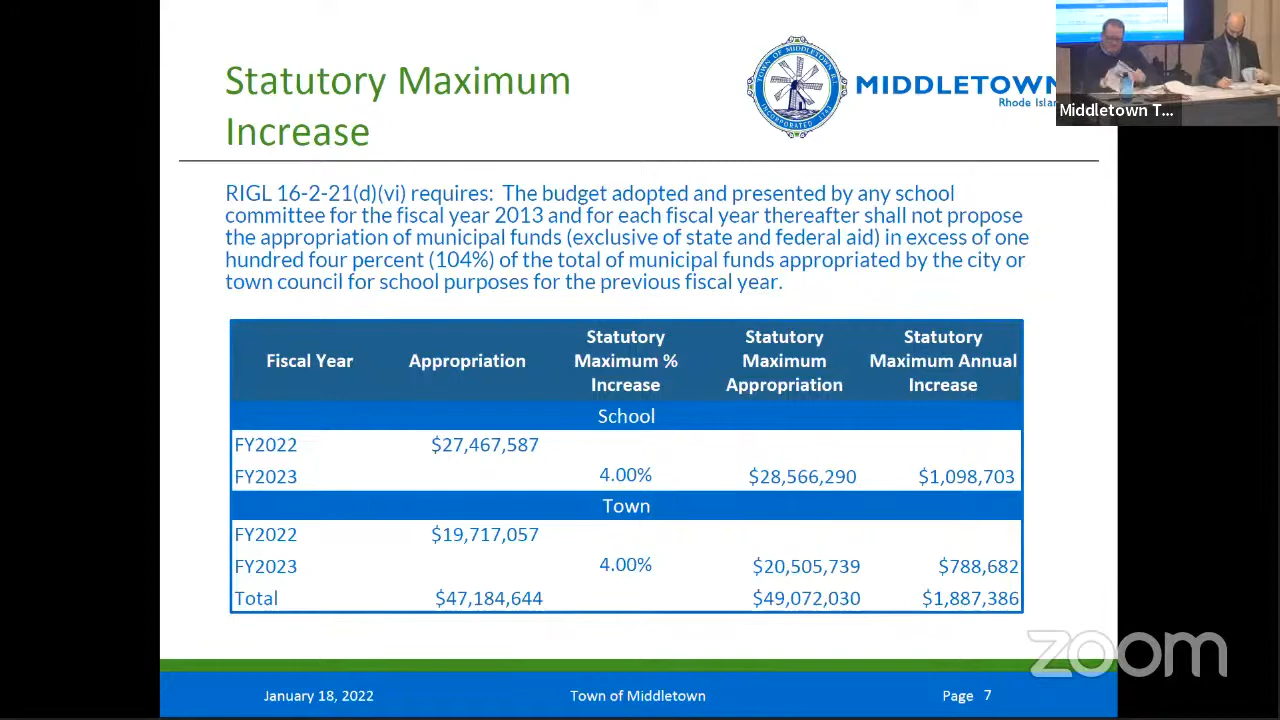 Statutory Maximum
Increase
TOWN OF MIDDLETOWN R.I.
INCORPORATED 1743
MIDDLETOWN
Rhode Islan
Middletown T...
RIGL 16-2-21(d)(vi) requires: The budget adopted and presented by any school
committee for the fiscal year 2013 and for each fiscal year thereafter shall not propose
the appropriation of municipal funds (exclusive of state and federal aid) in excess of one
hundred four percent (104%) of the total of municipal funds appropriated by the city or
town council for school purposes for the previous fiscal year.
Fiscal Year Appropriation Statutory Maximum % Increase Statutory Maximum Appropriation Statutory Maximum Annual Increase
School
FY2022 $27,467,587
FY2023 4.00% $28,566,290 $1,098,703
Town
FY2022 $19,717,057
FY2023 4.00% $20,505,739 $788,682
Total $47,184,644 $49,072,030 $1,887,386
zoom
January 18, 2022 Town of Middletown Page 7